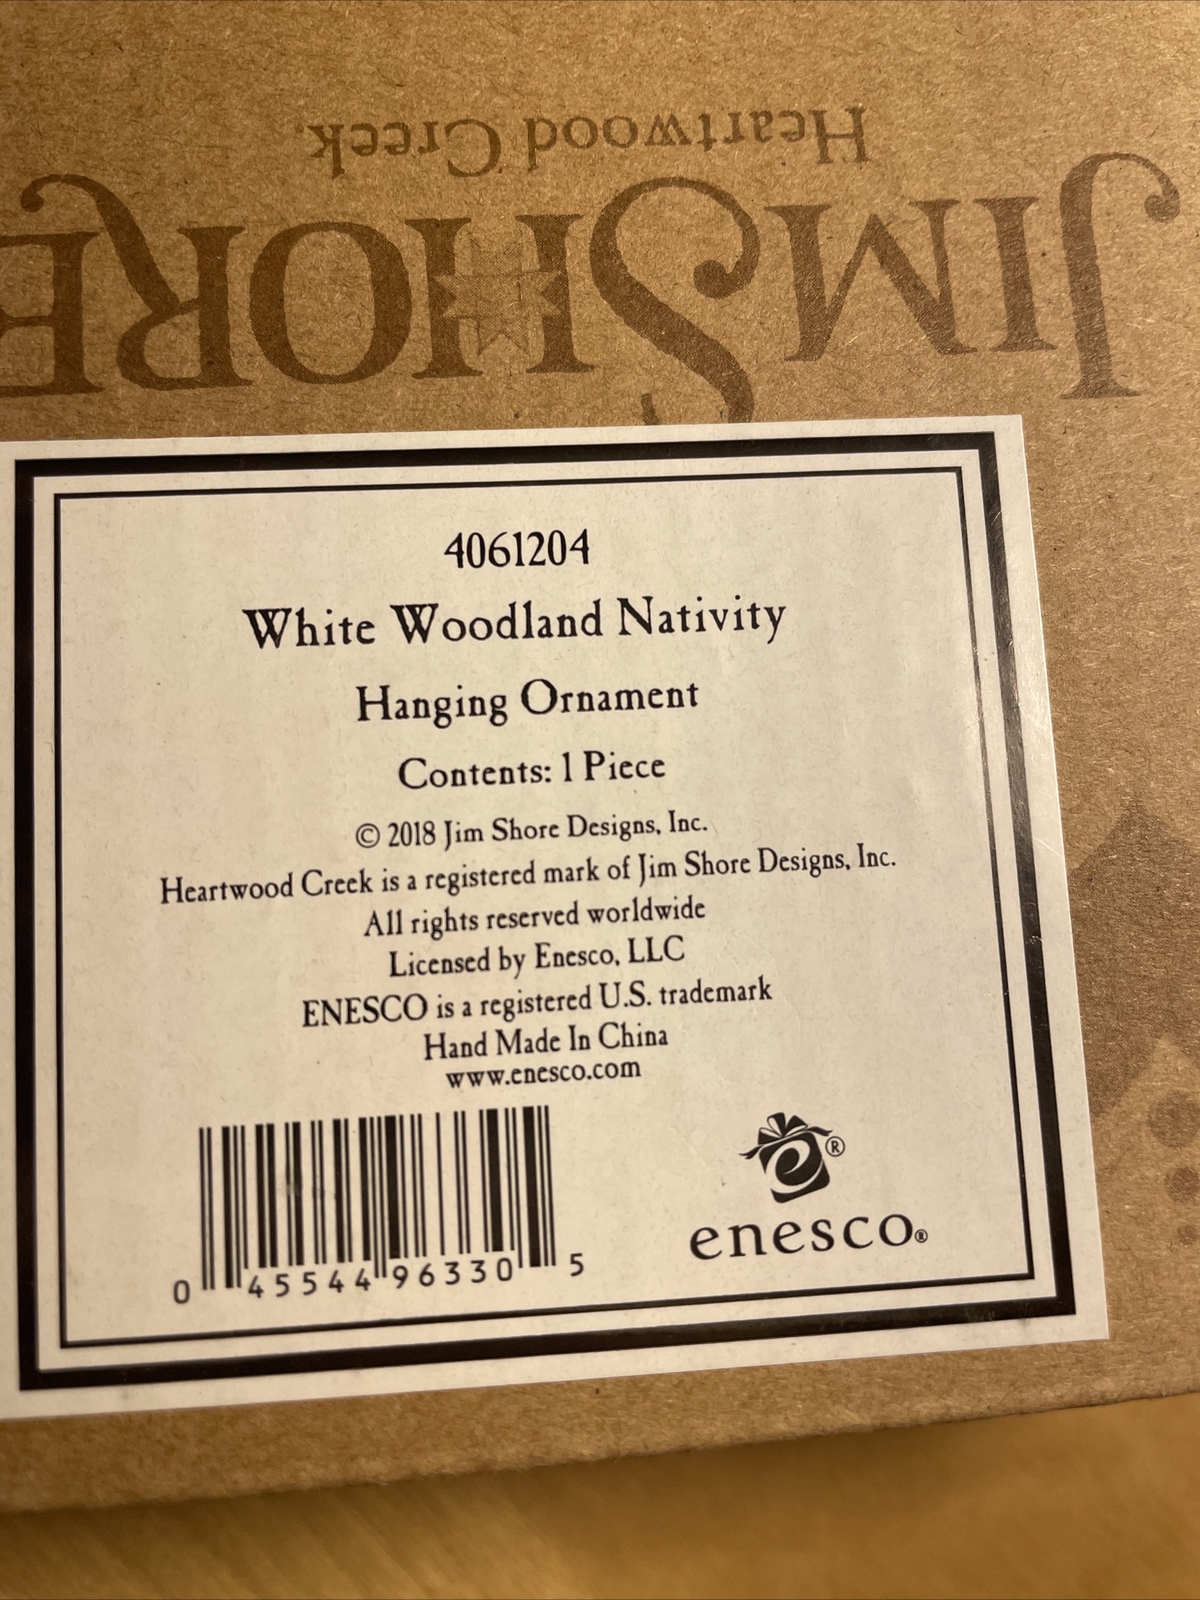 Heartwood Creek.
JIM SHORE
4061204
White Woodland Nativity
Hanging Ornament
Contents: 1 Piece
© 2018 Jim Shore Designs, Inc.
Heartwood Creek is a registered mark of Jim Shore Designs, Inc.
All rights reserved worldwide
Licensed by Enesco, LLC
ENESCO is a registered U.S. trademark
Hand Made In China
www.enesco.com
0 45544 96330 5
®
enesco®